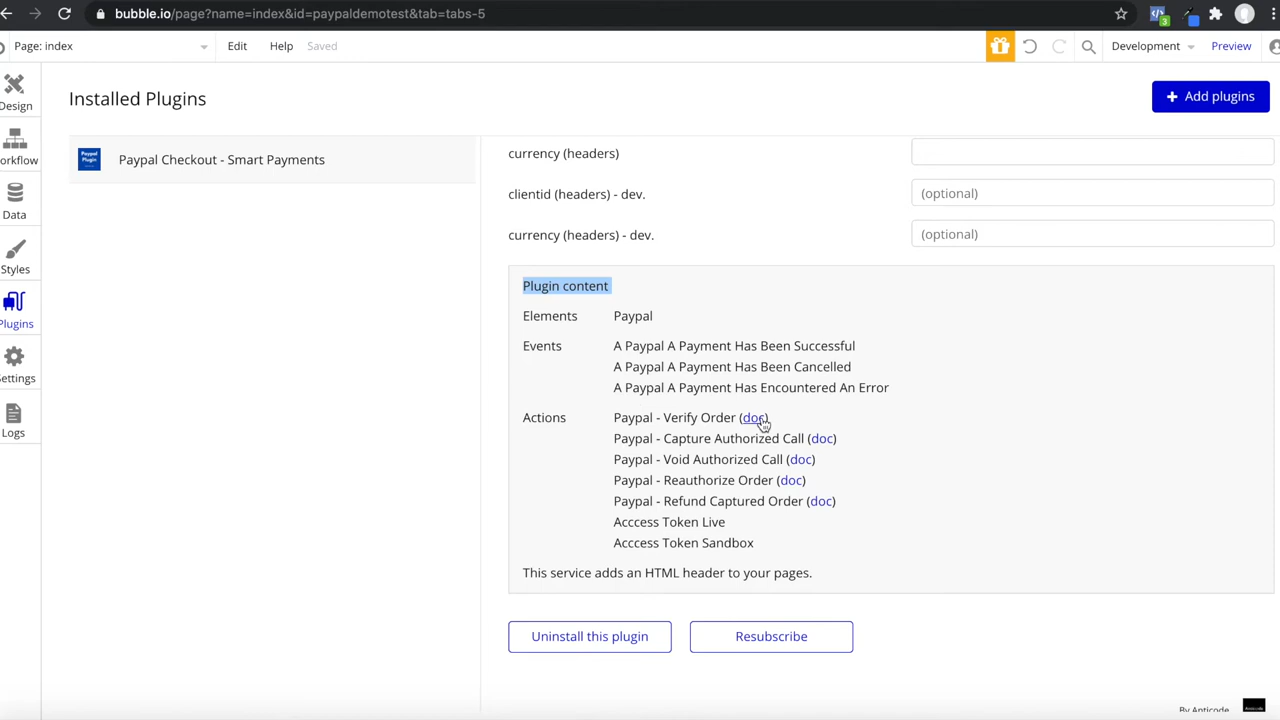 bubble.io/page?name=index&id=paypaldemotest&tab=tabs-5
3
Page: index
Edit
Help
Saved
Development
Preview
Design
orkflow
Data
Styles
Plugins
Settings
Logs
Installed Plugins
+ Add plugins
Paypal Plugin
Paypal Checkout - Smart Payments
currency (headers)
clientid (headers) - dev.
(optional)
currency (headers) - dev.
(optional)
Plugin content
Elements Paypal
Events A Paypal A Payment Has Been Successful
A Paypal A Payment Has Been Cancelled
A Paypal A Payment Has Encountered An Error
Actions Paypal - Verify Order (doc)
Paypal - Capture Authorized Call (doc)
Paypal - Void Authorized Call (doc)
Paypal - Reauthorize Order (doc)
Paypal - Refund Captured Order (doc)
Acccess Token Live
Acccess Token Sandbox
This service adds an HTML header to your pages.
Uninstall this plugin
Resubscribe
By Anticode